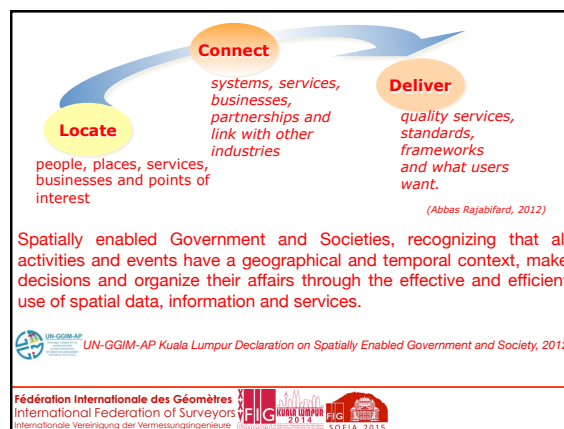 Connect
systems, services,
businesses,
partnerships and
link with other
industries
Deliver
quality services,
standards,
frameworks
and what users
want.
Locate
people, places, services,
businesses and points of
interest
(Abbas Rajabifard, 2012)
Spatially enabled Government and Societies, recognizing that al
activities and events have a geographical and temporal context, make
decisions and organize their affairs through the effective and efficient
use of spatial data, information and services.
UN-GGIM-AP
UN-GGIM-AP Kuala Lumpur Declaration on Spatially Enabled Government and Society, 2012
Fédération Internationale des Géomètres
International Federation of Surveyors
Internationale Vereinigung der Vermessungsingenieure
FIG
KUALA LUMPUR
2014
FIG
SOFIA 2015